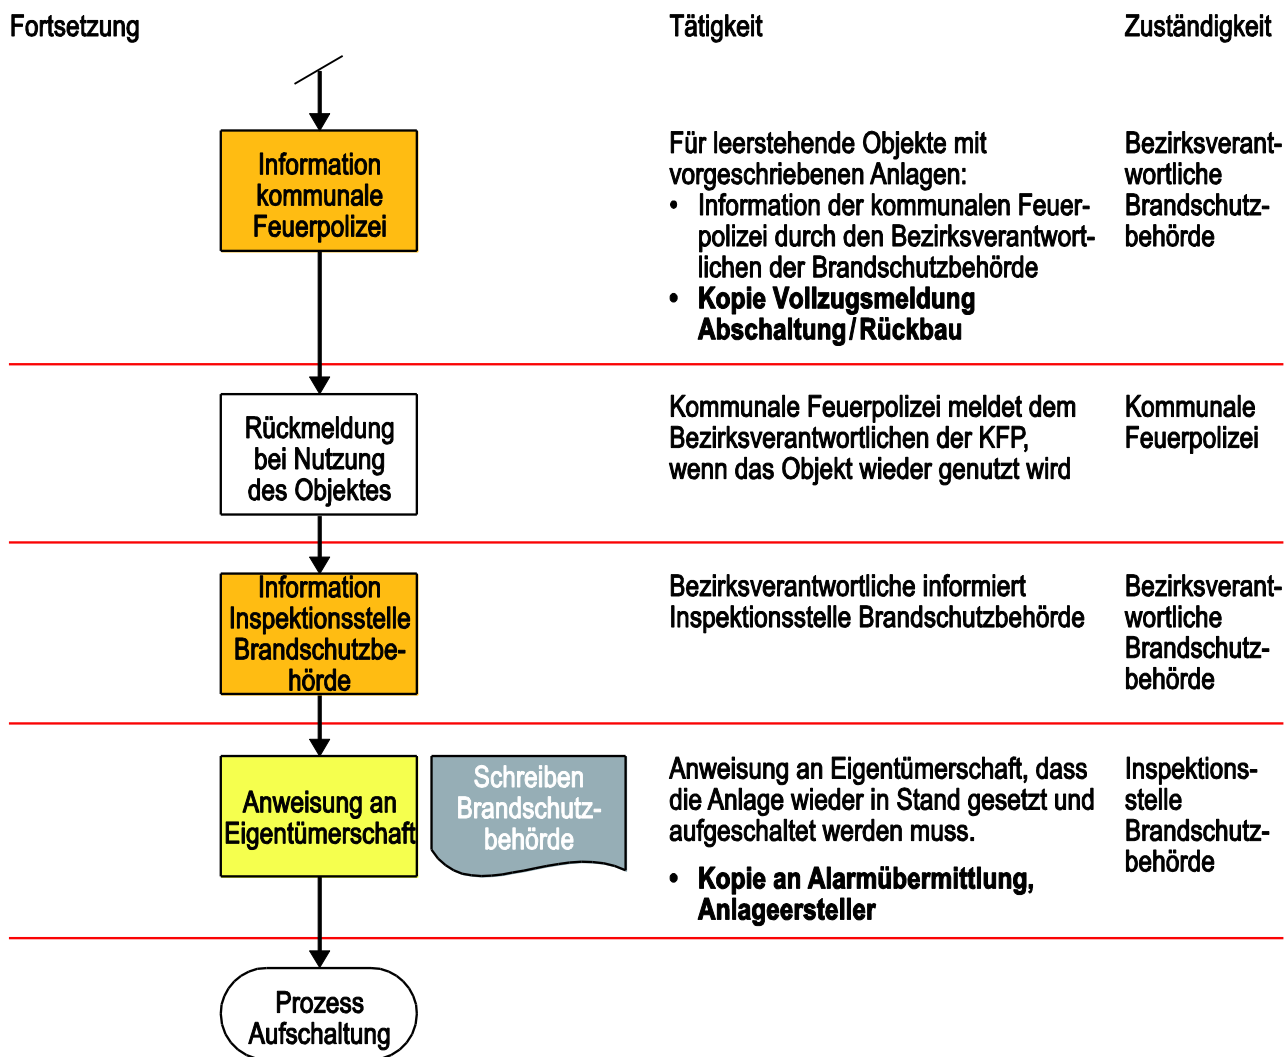 Fortsetzung
Tätigkeit
Zuständigkeit
Information
kommunale
Feuerpolizei
Für leerstehende Objekte mit
vorgeschriebenen Anlagen:
• Information der kommunalen Feuer-
polizei durch den Bezirksverantwort-
lichen der Brandschutzbehörde
• Kopie Vollzugsmeldung
Abschaltung/Rückbau
Bezirksverant-
wortliche
Brandschutz-
behörde
Rückmeldung
bei Nutzung
des Objektes
Kommunale Feuerpolizei meldet dem
Bezirksverantwortlichen der KFP,
wenn das Objekt wieder genutzt wird
Kommunale
Feuerpolizei
Information
Inspektionsstelle
Brandschutzbe-
hörde
Bezirksverantwortliche informiert
Inspektionsstelle Brandschutzbehörde
Bezirksverant-
wortliche
Brandschutz-
behörde
Anweisung an
Eigentümerschaft
Schreiben
Brandschutz-
behörde
Anweisung an Eigentümerschaft, dass
die Anlage wieder in Stand gesetzt und
aufgeschaltet werden muss.
• Kopie an Alarmübermittlung,
Anlageersteller
Inspektions-
stelle
Brandschutz-
behörde
Prozess
Aufschaltung